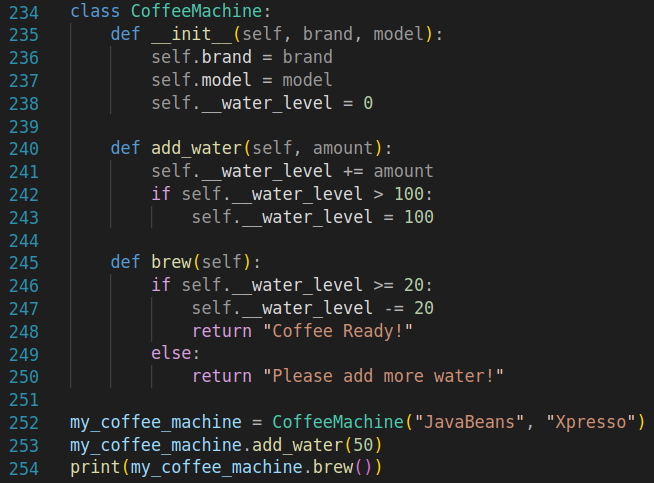 234 class CoffeeMachine:
235     def __init__(self, brand, model):
236         self.brand = brand
237         self.model = model
238         self.__water_level = 0
239
240     def add_water(self, amount):
241         self.__water_level += amount
242         if self.__water_level > 100:
243             self.__water_level = 100
244
245     def brew(self):
246         if self.__water_level >= 20:
247             self.__water_level -= 20
248             return "Coffee Ready!"
249         else:
250             return "Please add more water!"
251
252 my_coffee_machine = CoffeeMachine("JavaBeans", "Xpresso")
253 my_coffee_machine.add_water(50)
254 print(my_coffee_machine.brew())